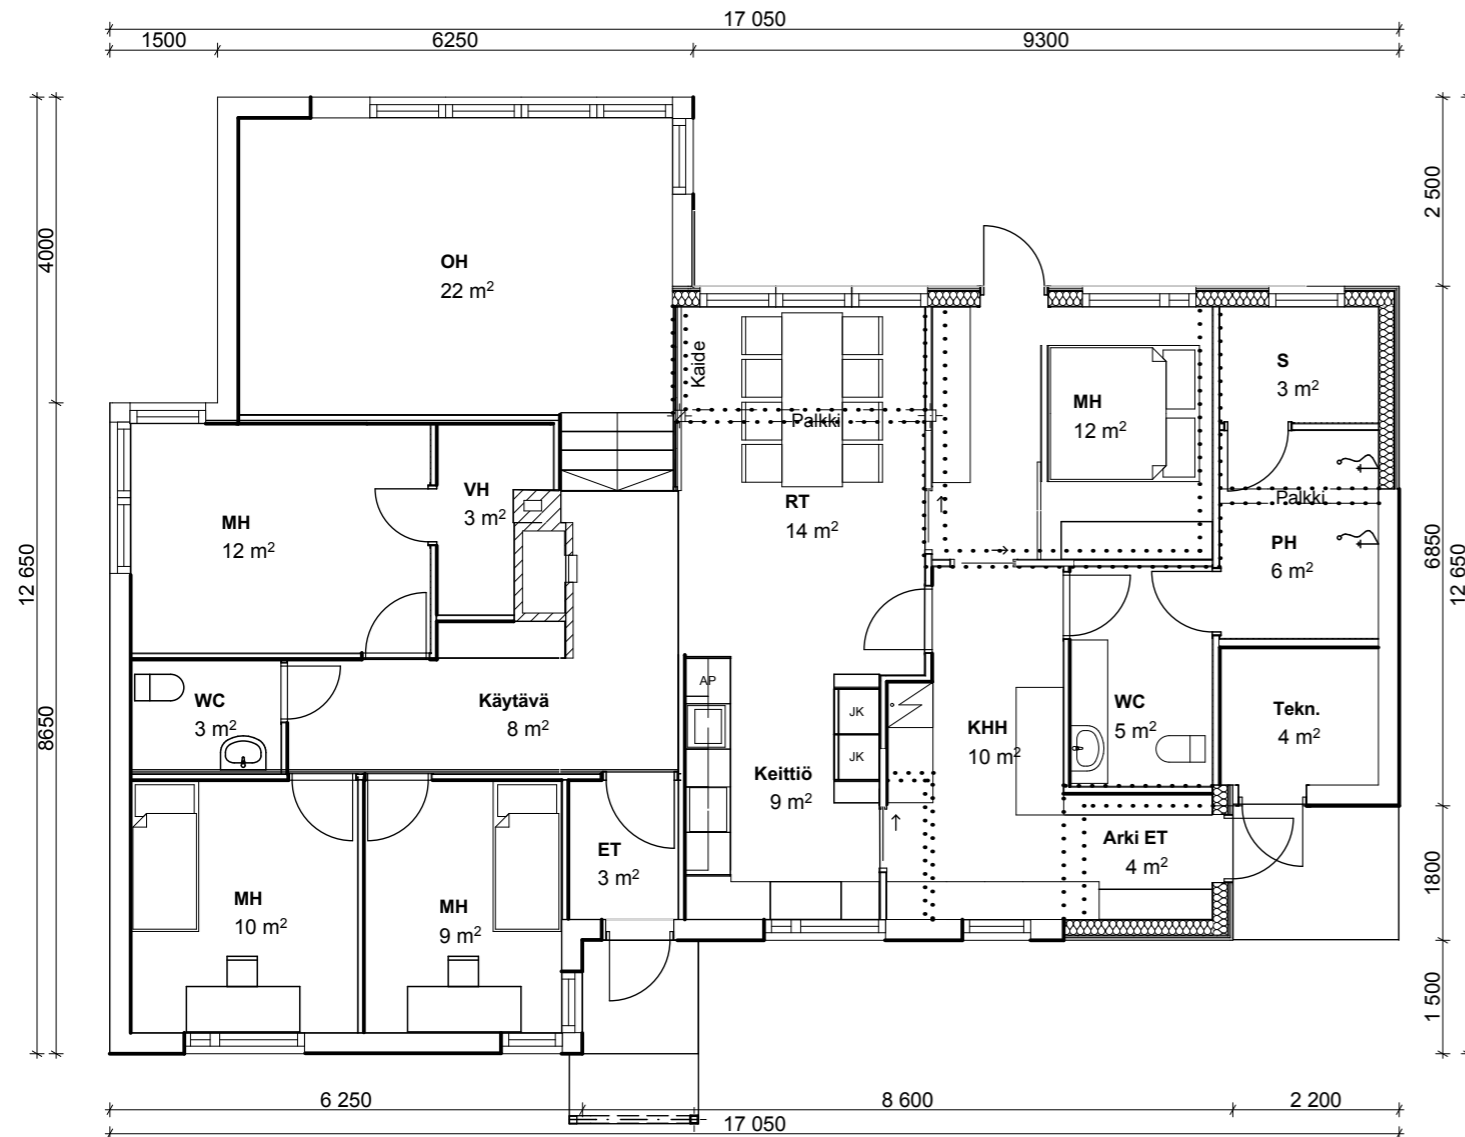 17 050
1500
6250
9300
4000
2 500
OH
22 m²
Kaide
Palkki
MH
12 m²
S
3 m²
VH
3 m²
MH
12 m²
RT
14 m²
Palkki
PH
6 m²
12 650
6850
12 650
AP
WC
3 m²
Käytävä
8 m²
JK
JK
KHH
10 m²
WC
5 m²
Tekn.
4 m²
8650
Keittiö
9 m²
Arki ET
4 m²
ET
3 m²
1800
MH
10 m²
MH
9 m²
1 500
6 250
8 600
2 200
17 050